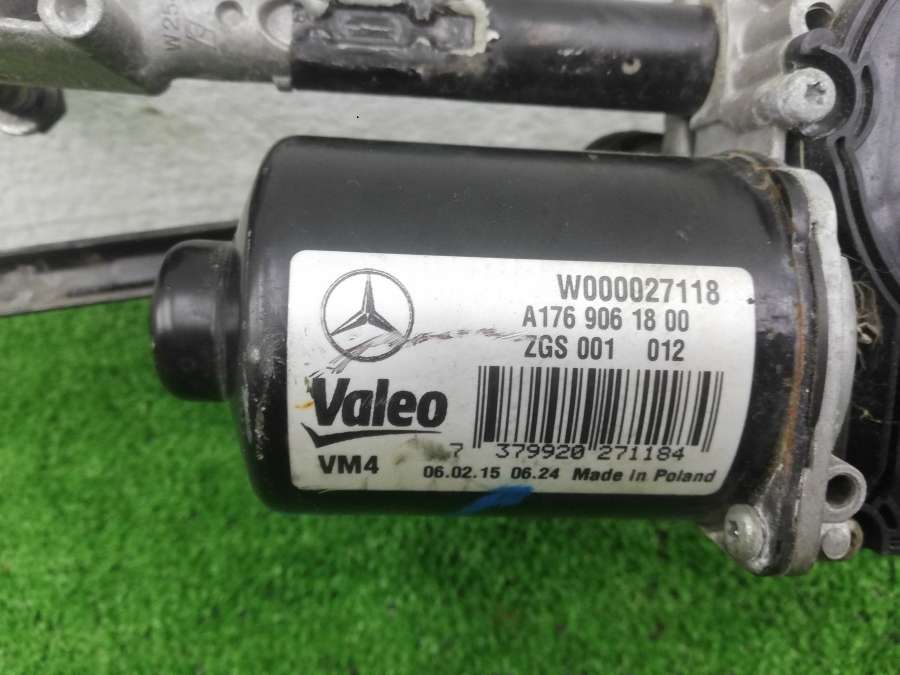 W000027118
A176 906 18 00
ZGS 001 012
Valeo
7 379920 271184
VM4
06.02.15 06.24 Made in Poland